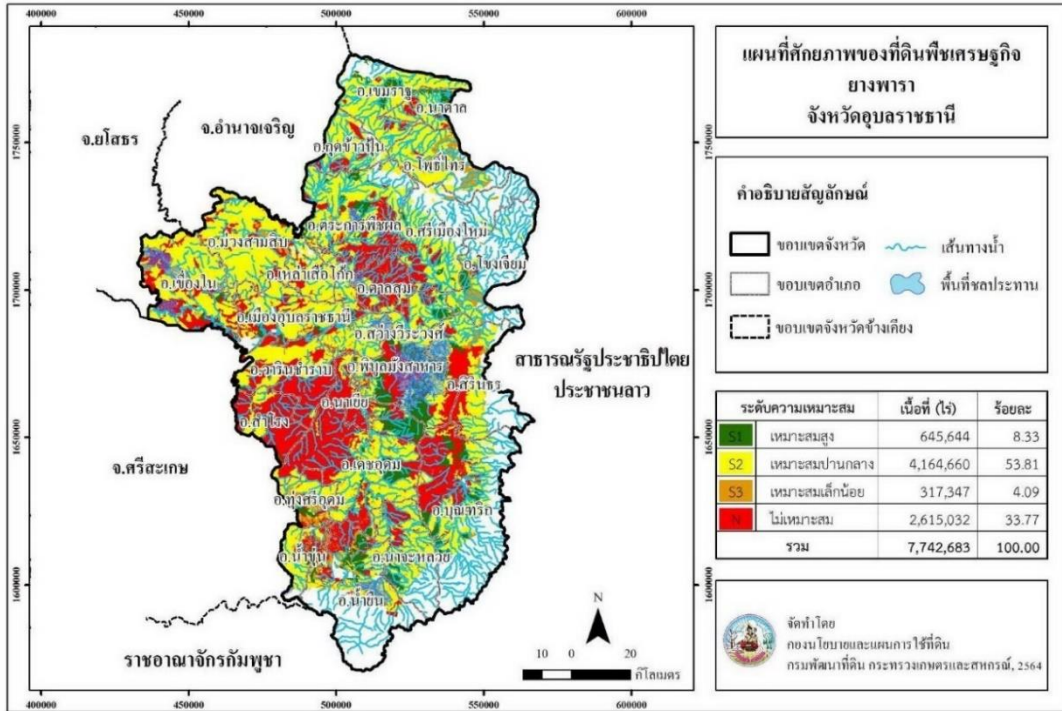 400000 450000 500000 550000 600000
แผนที่ศักยภาพของที่ดินพืชเศรษฐกิจ
ยางพารา
จังหวัดอุบลราชธานี
จ.ยโสธร
จ.อำนาจเจริญ
อ.เขมราฐ
อ.นาตาล
อ.กุดข้าวปุ้น
อ.โพธิ์ไทร
อ.ตระการพืชผล
อ.ศรีเมืองใหม่
อ.ม่วงสามสิบ
อ.โขงเจียม
อ.เขื่องใน
อ.เหล่าเสือโก้ก
อ.ตาลสุม
อ.เมืองอุบลราชธานี
อ.สว่างวีระวงศ์
อ.วารินชำราบ
อ.พิบูลมังสาหาร
อ.สิรินธร
อ.นาเยีย
อ.สำโรง
อ.เดชอุดม
อ.ทุ่งศรีอุดม
อ.บุณฑริก
อ.น้ำขุ่น
อ.นาจะหลวย
อ.น้ำยืน
สาธารณรัฐประชาธิปไตย
ประชาชนลาว
จ.ศรีสะเกษ
ราชอาณาจักรกัมพูชา
1750000 1750000
1700000 1700000
1650000 1650000
1600000 1600000
N
10 0 20
กิโลเมตร
คำอธิบายสัญลักษณ์
ขอบเขตจังหวัด เส้นทางน้ำ
ขอบเขตอำเภอ พื้นที่ชลประทาน
ขอบเขตจังหวัดข้างเคียง
ระดับความเหมาะสม เนื้อที่ (ไร่) ร้อยละ
S1 เหมาะสมสูง 645,644 8.33
S2 เหมาะสมปานกลาง 4,164,660 53.81
S3 เหมาะสมเล็กน้อย 317,347 4.09
N ไม่เหมาะสม 2,615,032 33.77
รวม 7,742,683 100.00
จัดทำโดย
กองนโยบายและแผนการใช้ที่ดิน
กรมพัฒนาที่ดิน กระทรวงเกษตรและสหกรณ์, 2564
400000 450000 500000 550000 600000